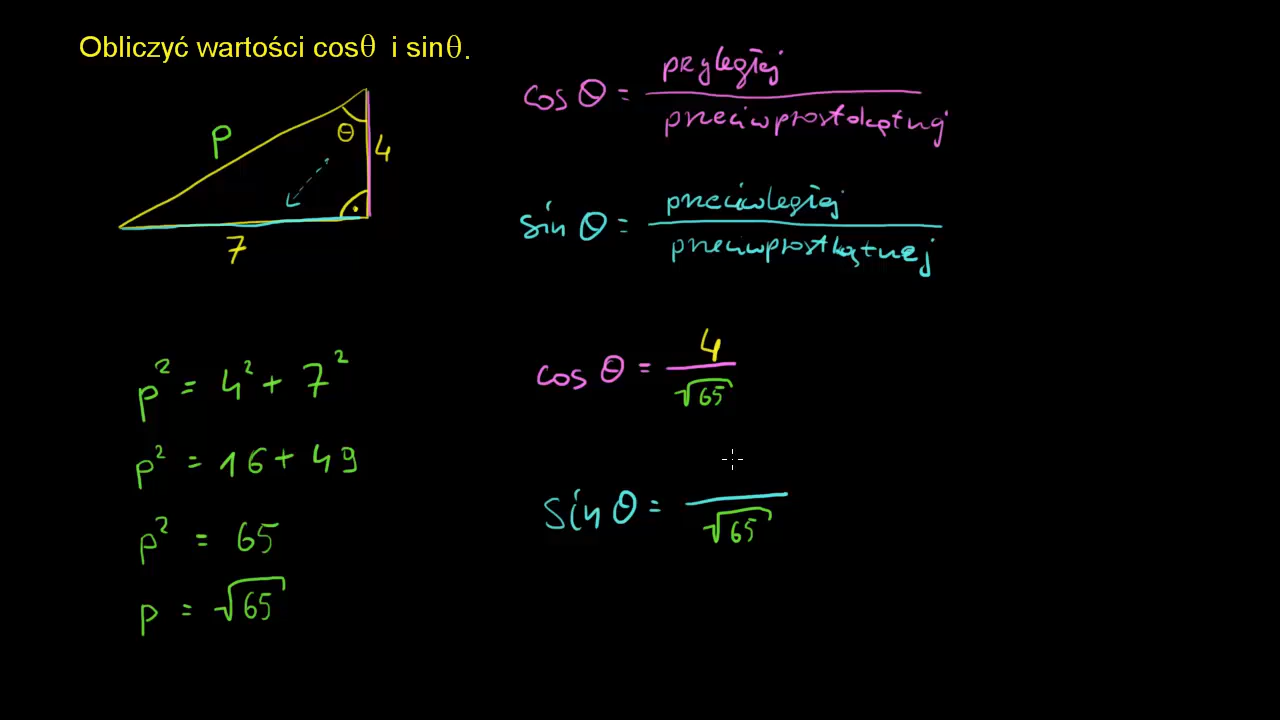 Obliczyć wartości cosθ i sinθ.
p
θ
4
7
cos θ = przyległej / przeciwprostokątnej
sin θ = przeciwległej / przeciwprostkątnej
p² = 4² + 7²
p² = 16 + 49
p² = 65
p = √65
cos θ = 4 / √65
sin θ = / √65